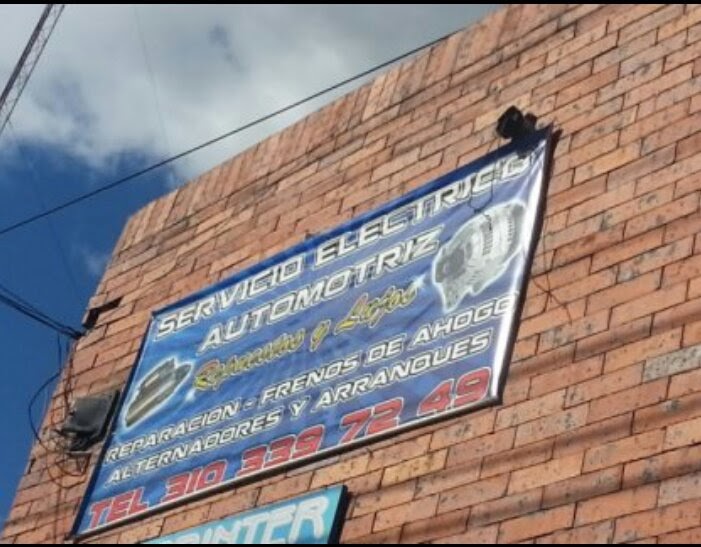 SERVICIO ELECTRICO
AUTOMOTRIZ
Repuestos y Lujos
REPARACION - FRENOS DE AHOGO
ALTERNADORES Y ARRANQUES
TEL 310 339 72 49
PRINTER